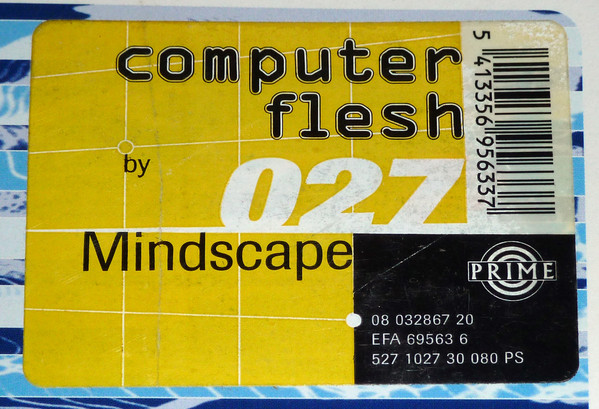 computer
flesh
by
027
Mindscape
5 413356 956337
PRIME
08 032867 20
EFA 69563 6
527 1027 30 080 PS